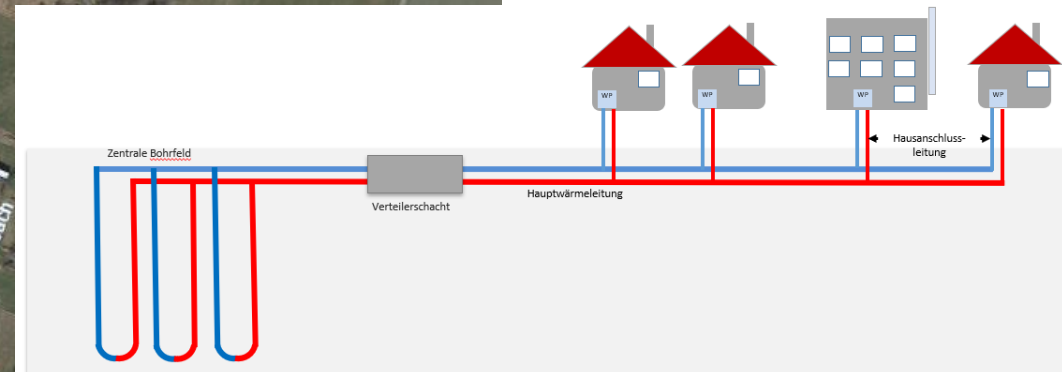 WP
WP
WP
WP
Hausanschluss-
leitung
Zentrale Bohrfeld
Hauptwärmeleitung
Verteilerschacht